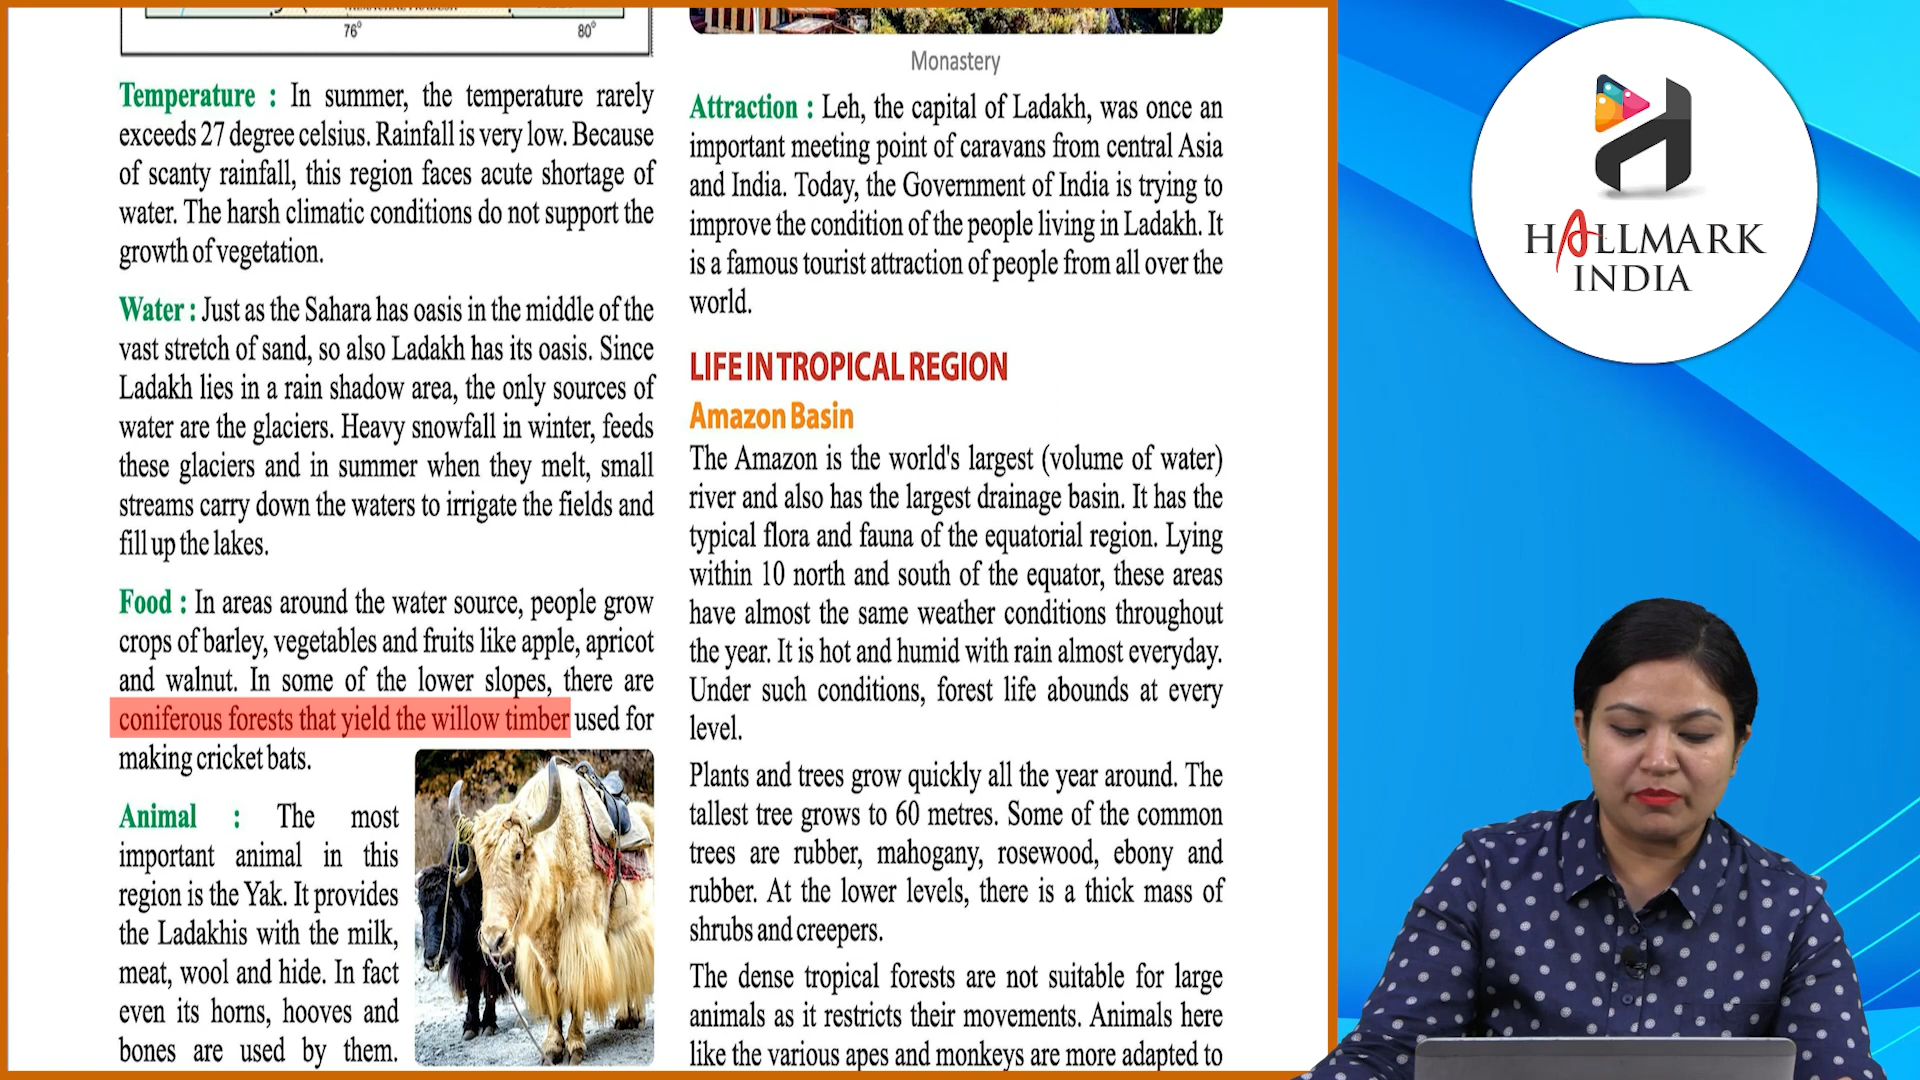 76°
80°
Temperature : In summer, the temperature rarely
exceeds 27 degree celsius. Rainfall is very low. Because
of scanty rainfall, this region faces acute shortage of
water. The harsh climatic conditions do not support the
growth of vegetation.
Water : Just as the Sahara has oasis in the middle of the
vast stretch of sand, so also Ladakh has its oasis. Since
Ladakh lies in a rain shadow area, the only sources of
water are the glaciers. Heavy snowfall in winter, feeds
these glaciers and in summer when they melt, small
streams carry down the waters to irrigate the fields and
fill up the lakes.
Food : In areas around the water source, people grow
crops of barley, vegetables and fruits like apple, apricot
and walnut. In some of the lower slopes, there are
coniferous forests that yield the willow timber used for
making cricket bats.
Animal : The most
important animal in this
region is the Yak. It provides
the Ladakhis with the milk,
meat, wool and hide. In fact
even its horns, hooves and
bones are used by them.
Monastery
Attraction : Leh, the capital of Ladakh, was once an
important meeting point of caravans from central Asia
and India. Today, the Government of India is trying to
improve the condition of the people living in Ladakh. It
is a famous tourist attraction of people from all over the
world.
LIFE IN TROPICAL REGION
Amazon Basin
The Amazon is the world's largest (volume of water)
river and also has the largest drainage basin. It has the
typical flora and fauna of the equatorial region. Lying
within 10 north and south of the equator, these areas
have almost the same weather conditions throughout
the year. It is hot and humid with rain almost everyday.
Under such conditions, forest life abounds at every
level.
Plants and trees grow quickly all the year around. The
tallest tree grows to 60 metres. Some of the common
trees are rubber, mahogany, rosewood, ebony and
rubber. At the lower levels, there is a thick mass of
shrubs and creepers.
The dense tropical forests are not suitable for large
animals as it restricts their movements. Animals here
like the various apes and monkeys are more adapted to
HALLMARK
INDIA